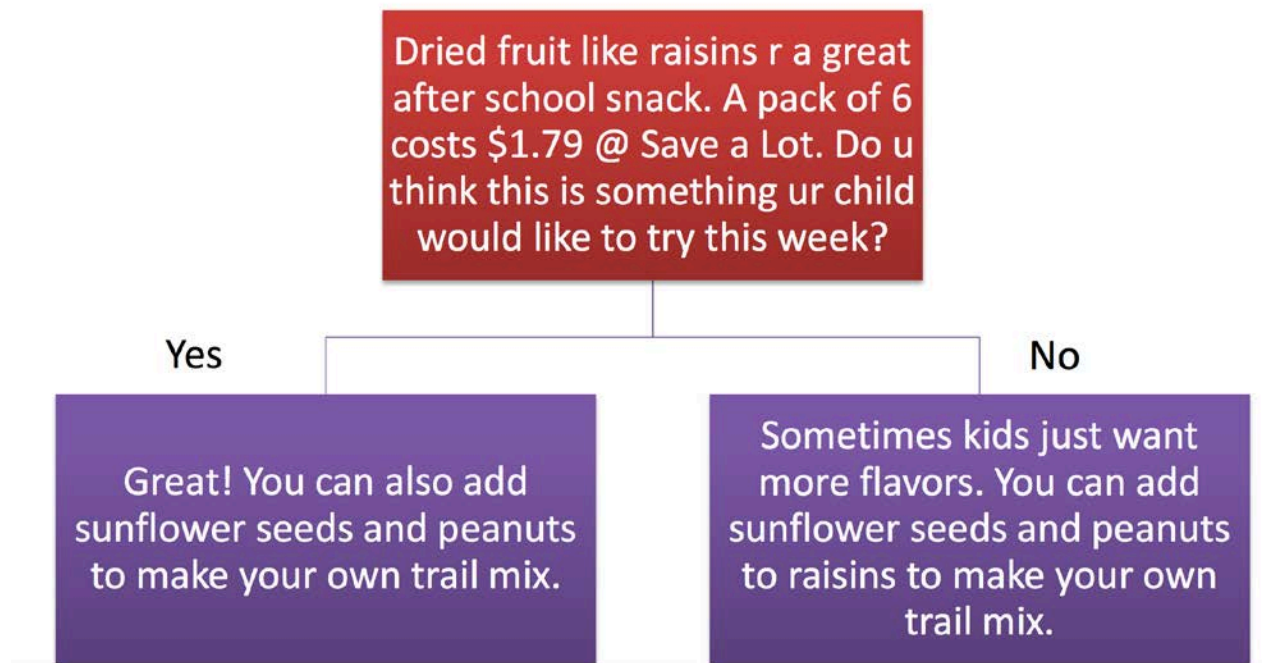 Dried fruit like raisins r a great
after school snack. A pack of 6
costs $1.79 @ Save a Lot. Do u
think this is something ur child
would like to try this week?
Yes
No
Great! You can also add
sunflower seeds and peanuts
to make your own trail mix.
Sometimes kids just want
more flavors. You can add
sunflower seeds and peanuts
to raisins to make your own
trail mix.